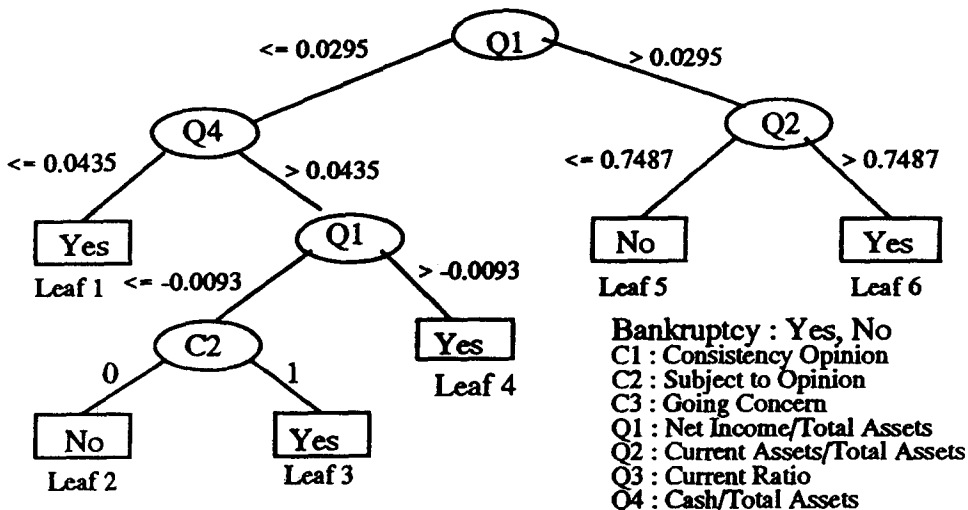 Q1
<= 0.0295
> 0.0295
Q4
Q2
<= 0.0435
> 0.0435
<= 0.7487
> 0.7487
Yes
Leaf 1
Q1
No
Leaf 5
Yes
Leaf 6
<= -0.0093
> -0.0093
C2
Yes
Leaf 4
0
1
No
Leaf 2
Yes
Leaf 3
Bankruptcy : Yes, No
C1 : Consistency Opinion
C2 : Subject to Opinion
C3 : Going Concern
Q1 : Net Income/Total Assets
Q2 : Current Assets/Total Assets
Q3 : Current Ratio
Q4 : Cash/Total Assets